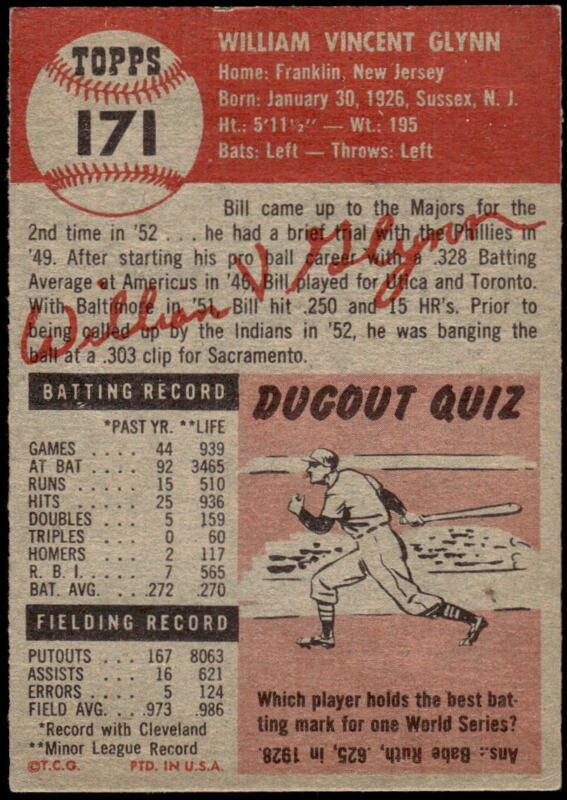 TOPPS
171
WILLIAM VINCENT GLYNN
Home: Franklin, New Jersey
Born: January 30, 1926, Sussex, N. J.
Ht.: 5'11½" — Wt.: 195
Bats: Left — Throws: Left
Bill came up to the Majors for the
2nd time in '52 . . . he had a brief trial with the Phillies in
'49. After starting his pro ball career with a .328 Batting
Average at Americus in '46, Bill played for Utica and Toronto.
With Baltimore in '51, Bill hit .250 and 15 HR's. Prior to
being called up by the Indians in '52, he was banging the
ball at a .303 clip for Sacramento.
William V Glynn
BATTING RECORD
*PAST YR. **LIFE
GAMES . . . . 44 939
AT BAT . . . . 92 3465
RUNS . . . . . 15 510
HITS . . . . . 25 936
DOUBLES . . . 5 159
TRIPLES . . . . 0 60
HOMERS . . . 2 117
R. B. I. . . . . . 7 565
BAT. AVG. . . .272 .270
FIELDING RECORD
PUTOUTS . . . 167 8063
ASSISTS . . . . 16 621
ERRORS . . . . 5 124
FIELD AVG. . . .973 .986
*Record with Cleveland
**Minor League Record
©T.C.G. PTD. IN U.S.A.
DUGOUT QUIZ
Which player holds the best bat-
ting mark for one World Series?
Ans.: Babe Ruth, .625, in 1928.